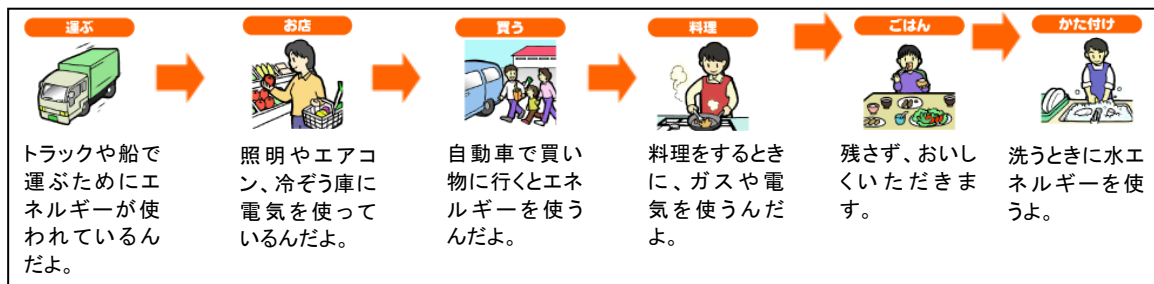 運ぶ
トラックや船で
運ぶためにエ
ネルギーが使
われているん
だよ。
お店
照明やエアコ
ン、冷ぞう庫に
電気を使って
いるんだよ。
買う
自動車で買い
物に行くとエネ
ルギーを使う
んだよ。
料理
料理をするとき
に、ガスや電
気を使うんだ
よ。
ごはん
残さず、おいし
くいただきま
す。
かた付け
洗うときに水エ
ネルギーを使
うよ。